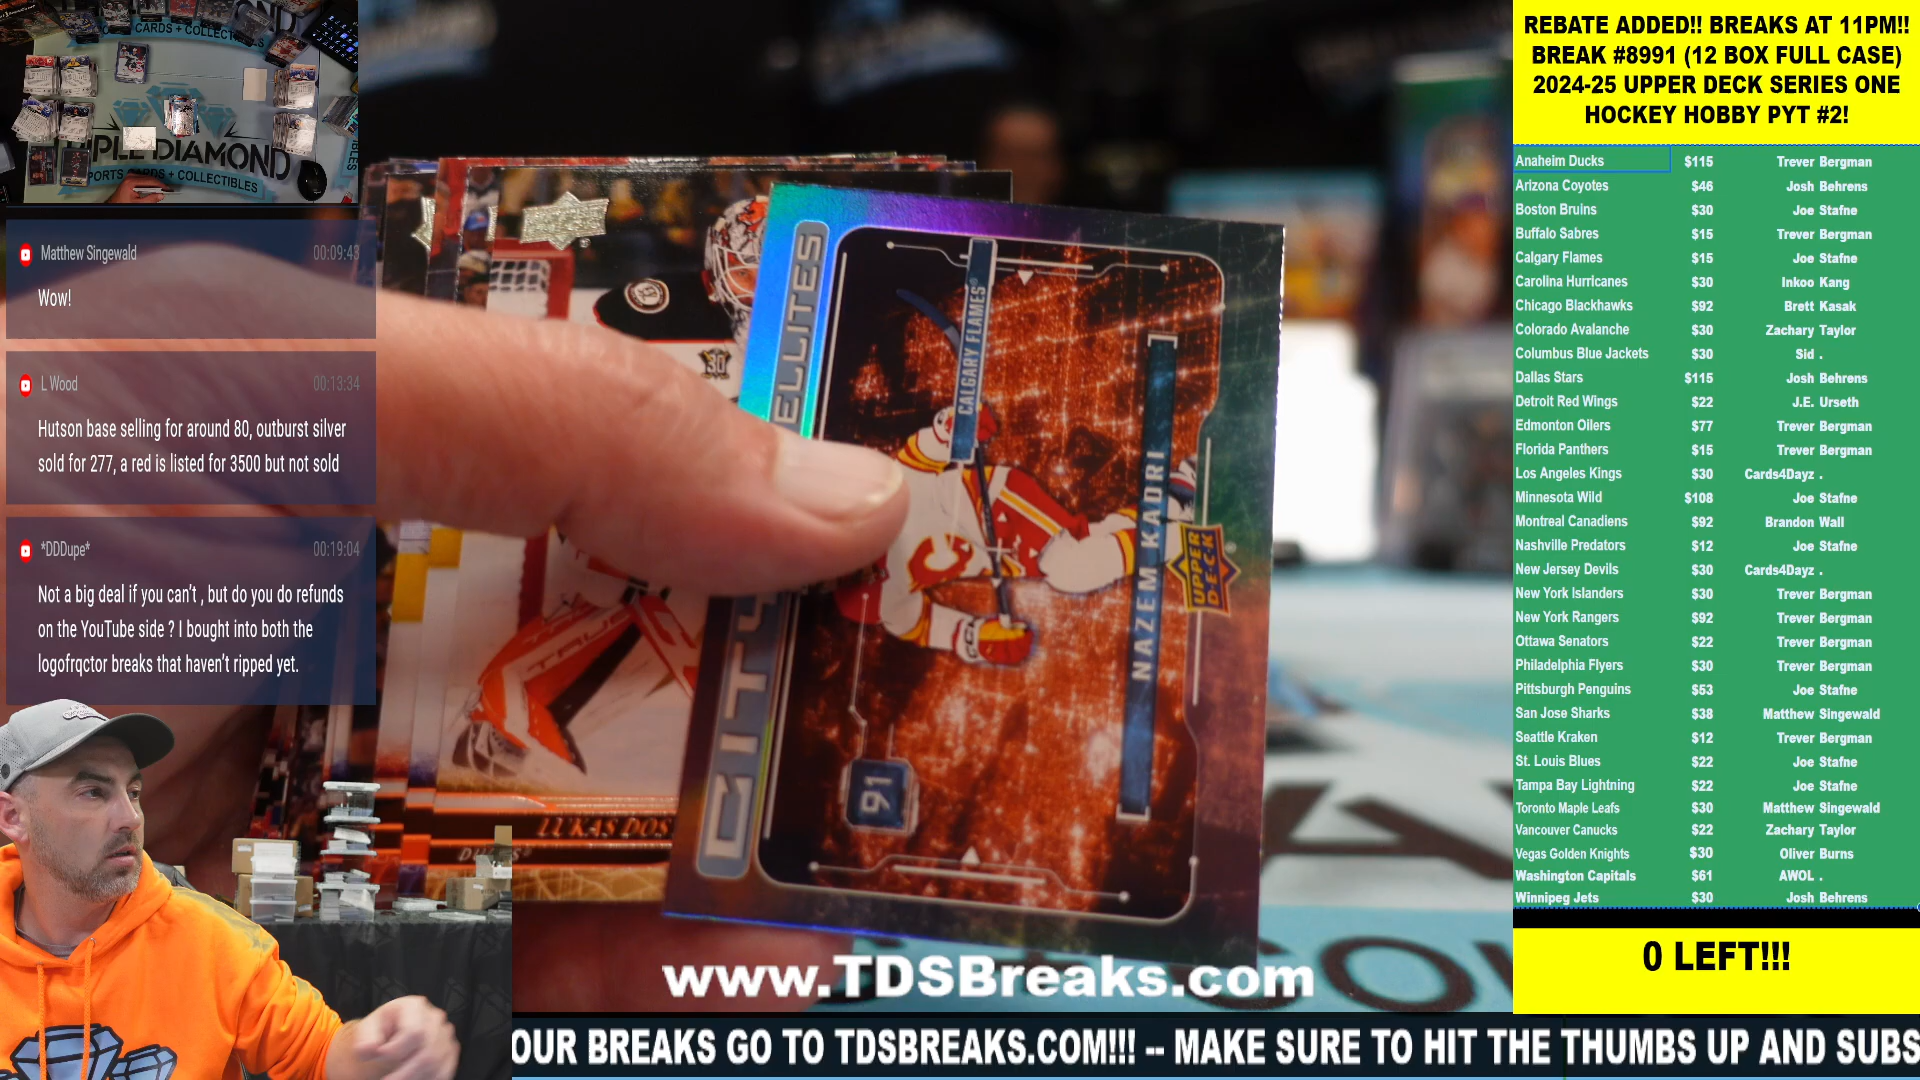 CARDS + COLLECTIBLES
TRIPLE DIAMOND
SPORTS CARDS + COLLECTIBLES
Matthew Singewald
00:09:43
Wow!
L Wood
00:13:34
Hutson base selling for around 80, outburst silver
sold for 277, a red is listed for 3500 but not sold
*DDDupe*
00:19:04
Not a big deal if you can't , but do you do refunds
on the YouTube side ? I bought into both the
logofrqctor breaks that haven't ripped yet.
ELLITES
CALGARY FLAMES
NAZEM KADRI
UPPER
D·E·C·K
91
30
LUKAS DOS
www.TDSBreaks.com
OUR BREAKS GO TO TDSBREAKS.COM!!! -- MAKE SURE TO HIT THE THUMBS UP AND SUBS
REBATE ADDED!! BREAKS AT 11PM!!
BREAK #8991 (12 BOX FULL CASE)
2024-25 UPPER DECK SERIES ONE
HOCKEY HOBBY PYT #2!
Anaheim Ducks $115 Trever Bergman
Arizona Coyotes $46 Josh Behrens
Boston Bruins $30 Joe Stafne
Buffalo Sabres $15 Trever Bergman
Calgary Flames $15 Joe Stafne
Carolina Hurricanes $30 Inkoo Kang
Chicago Blackhawks $92 Brett Kasak
Colorado Avalanche $30 Zachary Taylor
Columbus Blue Jackets $30 Sid .
Dallas Stars $115 Josh Behrens
Detroit Red Wings $22 J.E. Urseth
Edmonton Oilers $77 Trever Bergman
Florida Panthers $15 Trever Bergman
Los Angeles Kings $30 Cards4Dayz .
Minnesota Wild $108 Joe Stafne
Montreal Canadiens $92 Brandon Wall
Nashville Predators $12 Joe Stafne
New Jersey Devils $30 Cards4Dayz .
New York Islanders $30 Trever Bergman
New York Rangers $92 Trever Bergman
Ottawa Senators $22 Trever Bergman
Philadelphia Flyers $30 Trever Bergman
Pittsburgh Penguins $53 Joe Stafne
San Jose Sharks $38 Matthew Singewald
Seattle Kraken $12 Trever Bergman
St. Louis Blues $22 Joe Stafne
Tampa Bay Lightning $22 Joe Stafne
Toronto Maple Leafs $30 Matthew Singewald
Vancouver Canucks $22 Zachary Taylor
Vegas Golden Knights $30 Oliver Burns
Washington Capitals $61 AWOL .
Winnipeg Jets $30 Josh Behrens
0 LEFT!!!